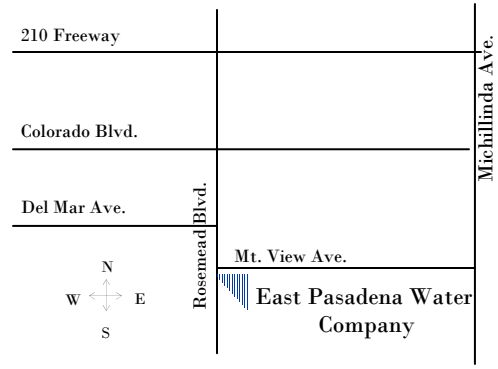 210 Freeway
Michillinda Ave.
Colorado Blvd.
Del Mar Ave.
Rosemead Blvd.
Mt. View Ave.
N
W E
S
East Pasadena Water
Company